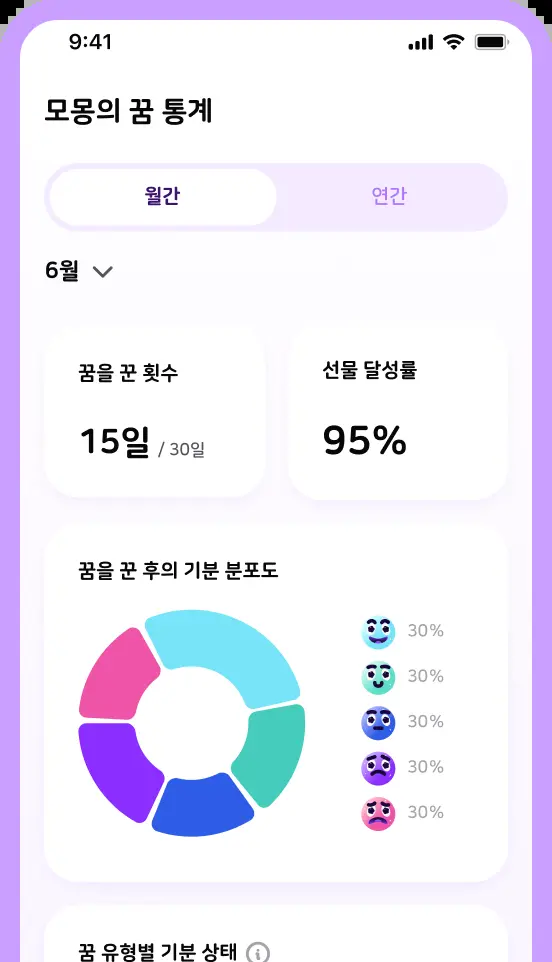 9:41
모몽의 꿈 통계
월간
연간
6월
꿈을 꾼 횟수
15일 / 30일
선물 달성률
95%
꿈을 꾼 후의 기분 분포도
30%
30%
30%
30%
30%
꿈 유형별 기분 상태